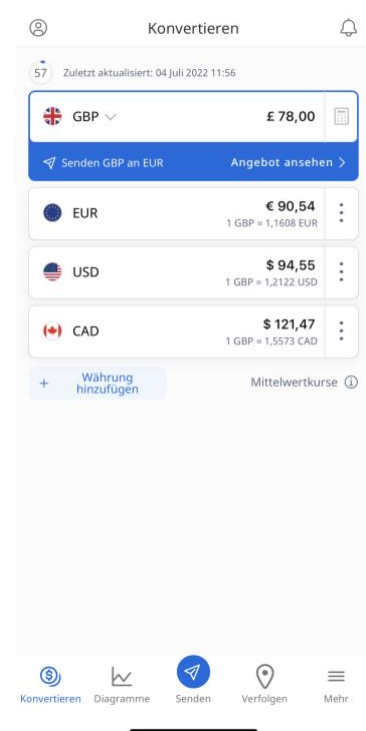 Konvertieren
57 Zuletzt aktualisiert: 04 Juli 2022 11:56
GBP £ 78,00
Senden GBP an EUR Angebot ansehen
EUR € 90,54
1 GBP = 1,1608 EUR
USD $ 94,55
1 GBP = 1,2122 USD
CAD $ 121,47
1 GBP = 1,5573 CAD
+ Währung
hinzufügen
Mittelwertkurse
Konvertieren Diagramme Senden Verfolgen Mehr